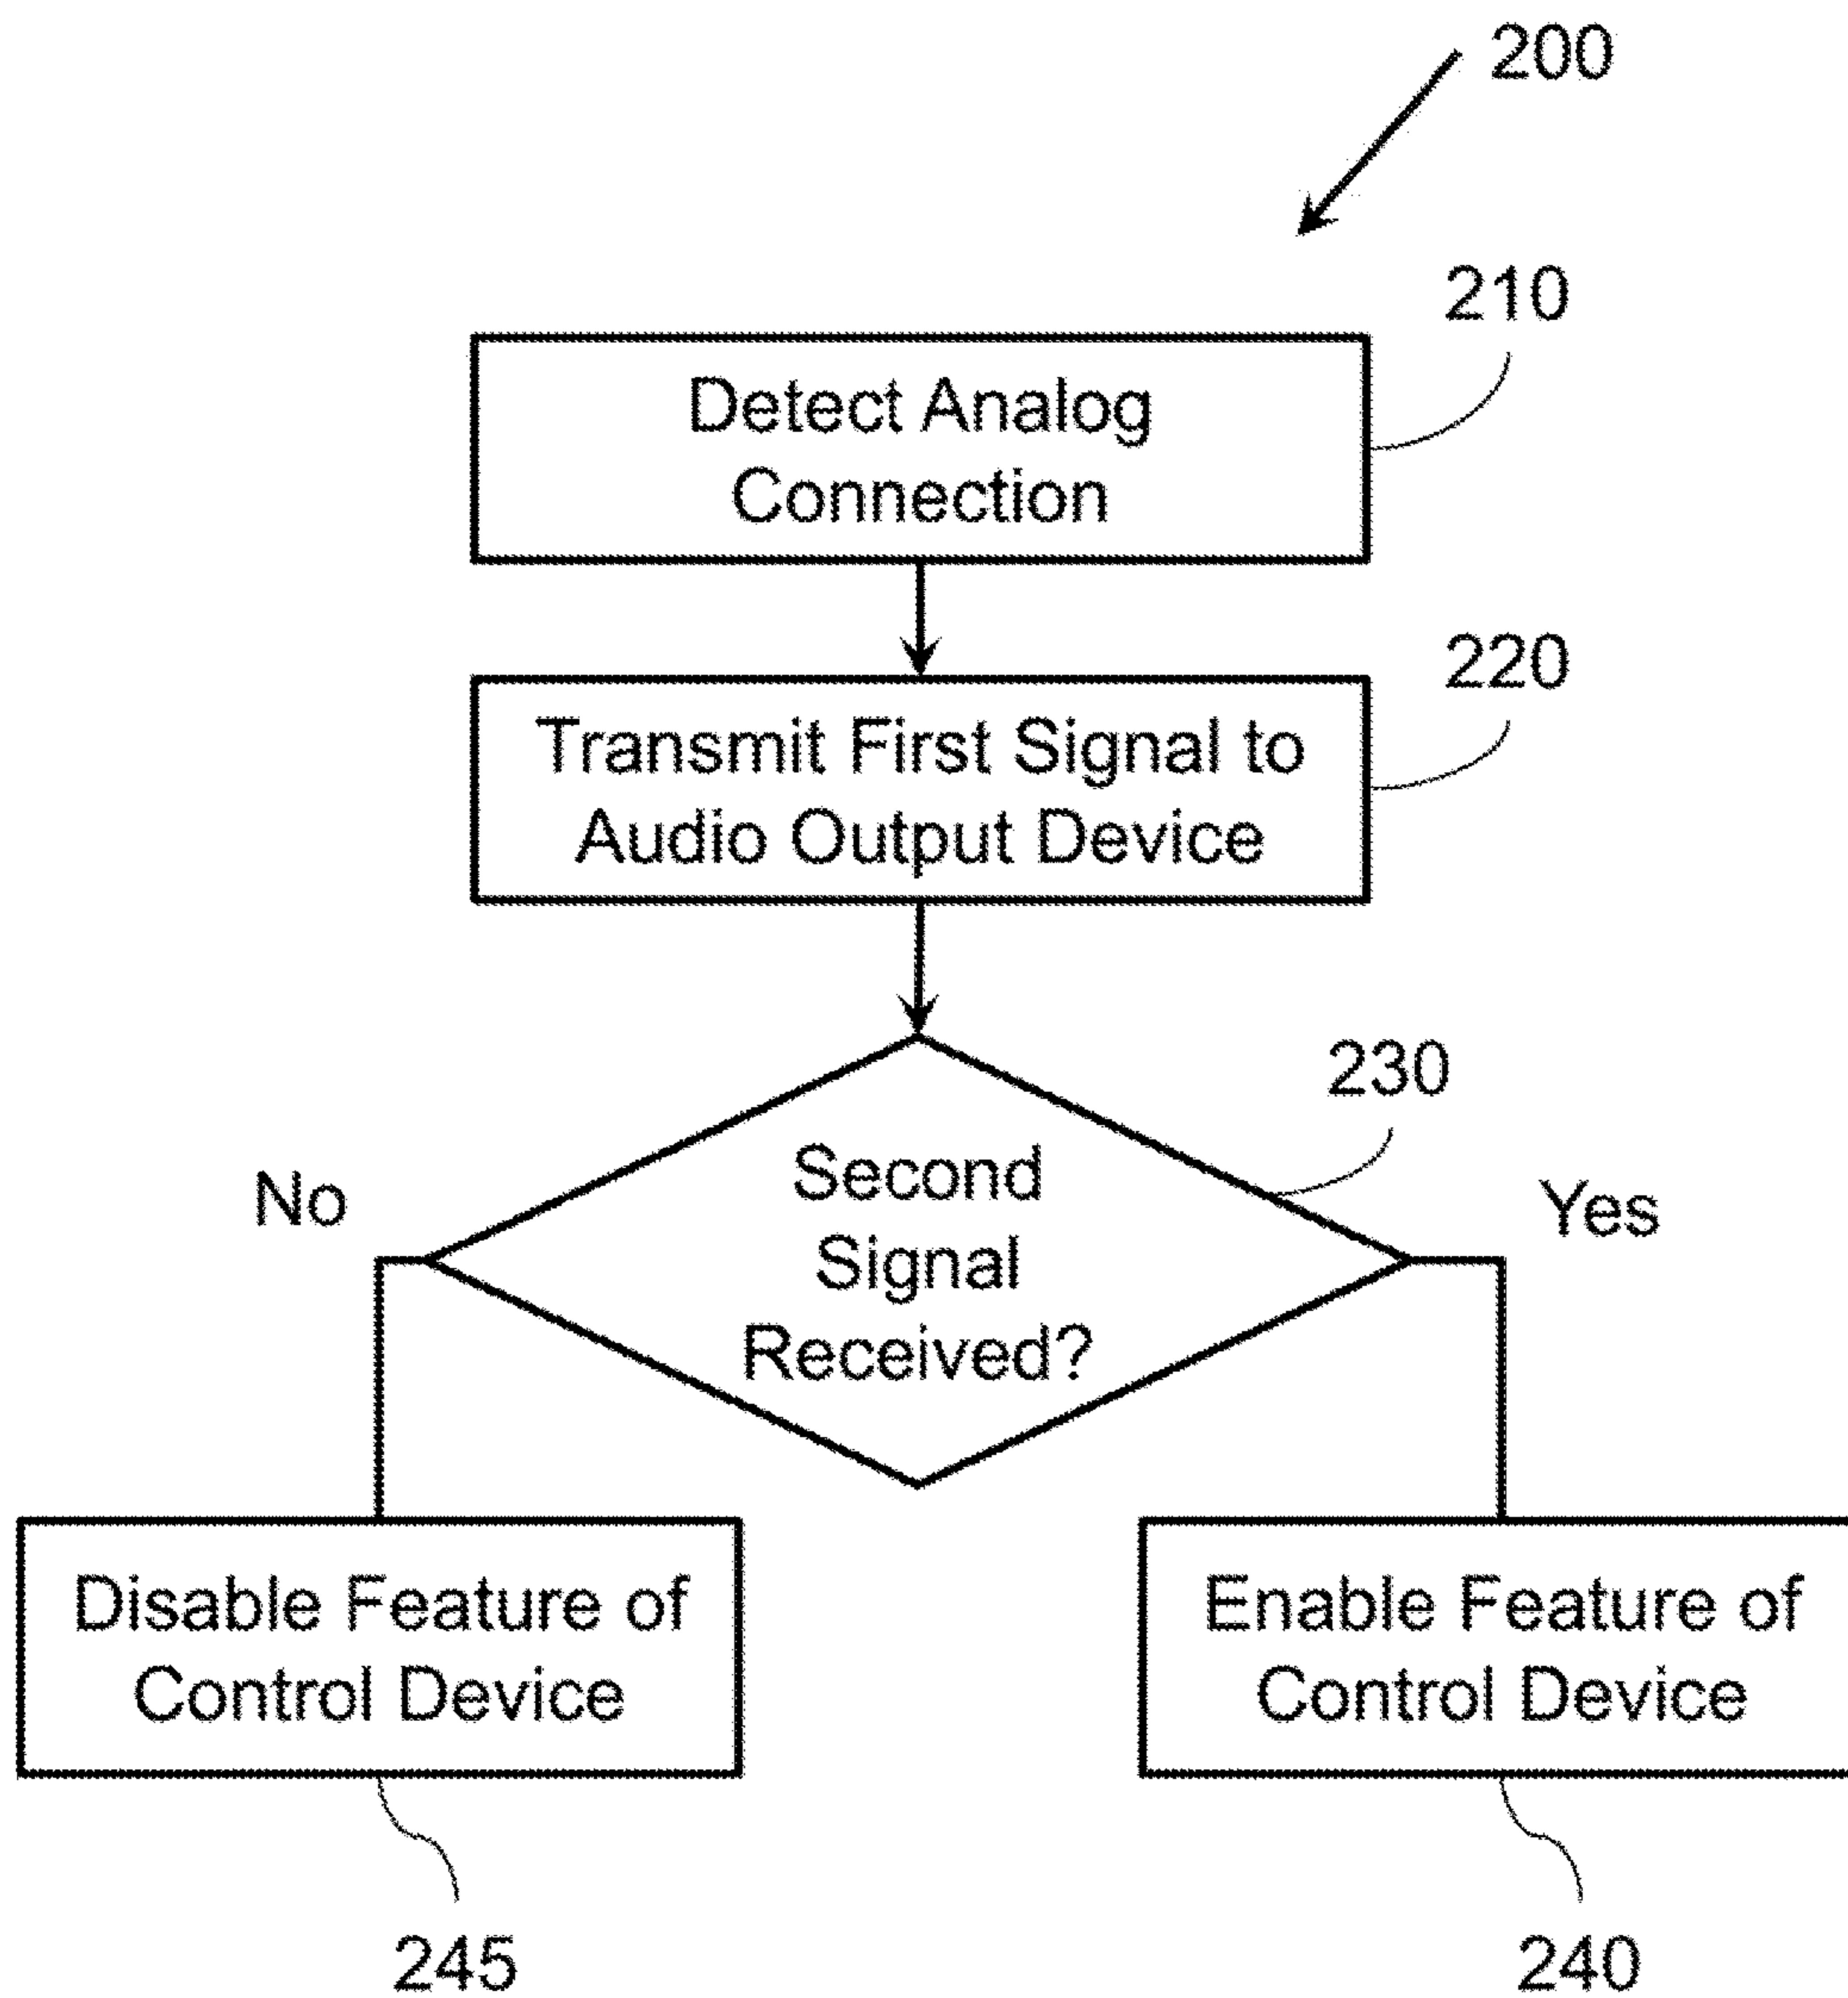 200
210
Detect Analog
Connection
220
Transmit First Signal to
Audio Output Device
230
Second
Signal
Received?
No
Yes
Disable Feature of
Control Device
Enable Feature of
Control Device
245
240